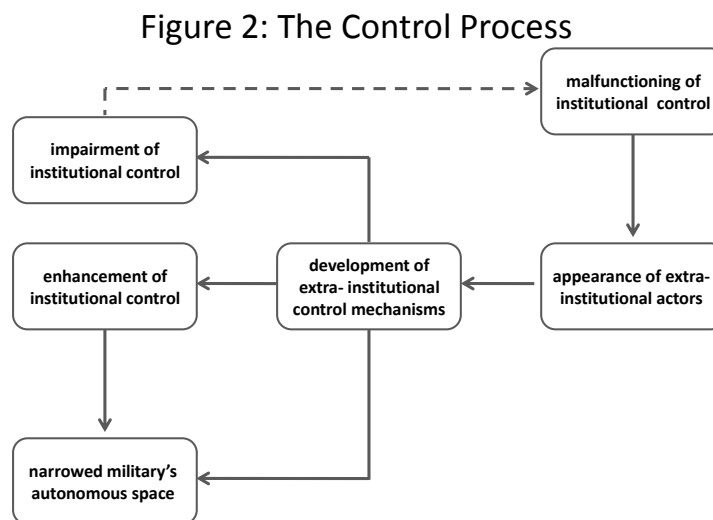 Figure 2: The Control Process
malfunctioning of
institutional control
impairment of
institutional control
enhancement of
institutional control
development of
extra- institutional
control mechanisms
appearance of extra-
institutional actors
narrowed military’s
autonomous space